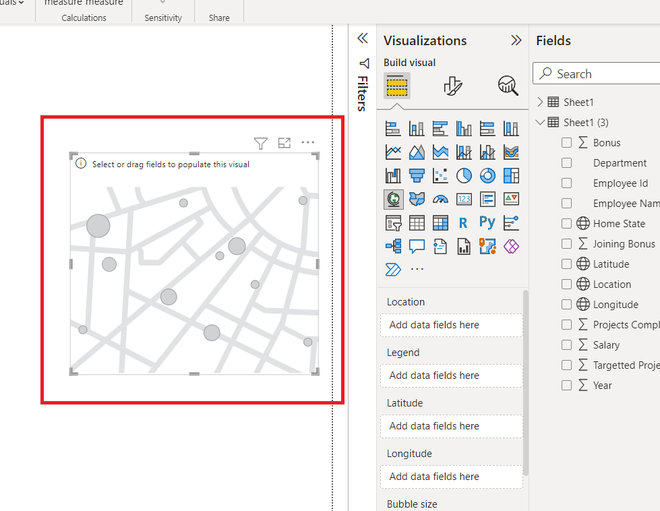 measure measure
Calculations
Sensitivity
Share
Select or drag fields to populate this visual
Filters
Visualizations
Build visual
123
R
Py
Location
Add data fields here
Legend
Add data fields here
Latitude
Add data fields here
Longitude
Add data fields here
Bubble size
Fields
Search
Sheet1
Sheet1 (3)
Bonus
Department
Employee Id
Employee Nam
Home State
Joining Bonus
Latitude
Location
Longitude
Projects Compl
Salary
Targetted Proje
Year